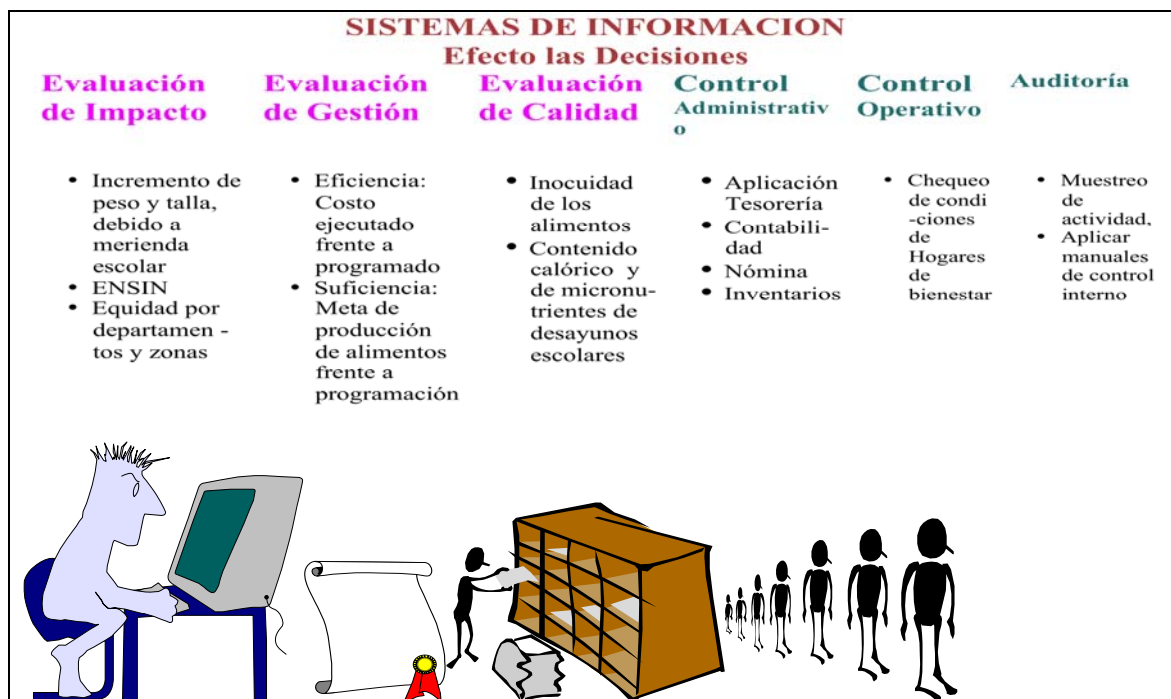 SISTEMAS DE INFORMACION
Efecto las Decisiones
Evaluación
de Impacto
• Incremento de
peso y talla,
debido a
merienda
escolar
• ENSIN
• Equidad por
departamen -
tos y zonas
Evaluación
de Gestión
• Eficiencia:
Costo
ejecutado
frente a
programado
• Suficiencia:
Meta de
producción
de alimentos
frente a
programación
Evaluación
de Calidad
• Inocuidad
de los
alimentos
• Contenido
calórico y
de micronu-
trientes de
desayunos
escolares
Control
Administrativ
o
• Aplicación
Tesorería
• Contabili-
dad
• Nómina
• Inventarios
Control
Operativo
• Chequeo
de condi
-ciones
de
Hogares
de
bienestar
Auditoría
• Muestreo
de
actividad,
• Aplicar
manuales
de control
interno